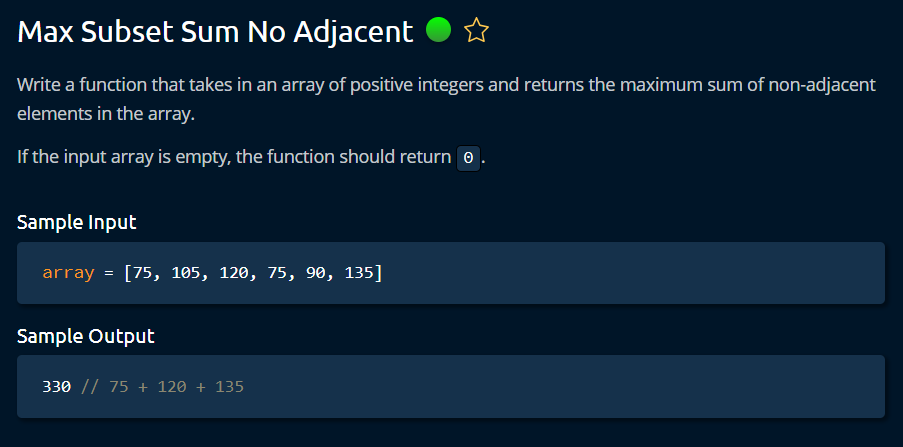 Max Subset Sum No Adjacent
Write a function that takes in an array of positive integers and returns the maximum sum of non-adjacent
elements in the array.
If the input array is empty, the function should return 0.
Sample Input
array = [75, 105, 120, 75, 90, 135]
Sample Output
330 // 75 + 120 + 135